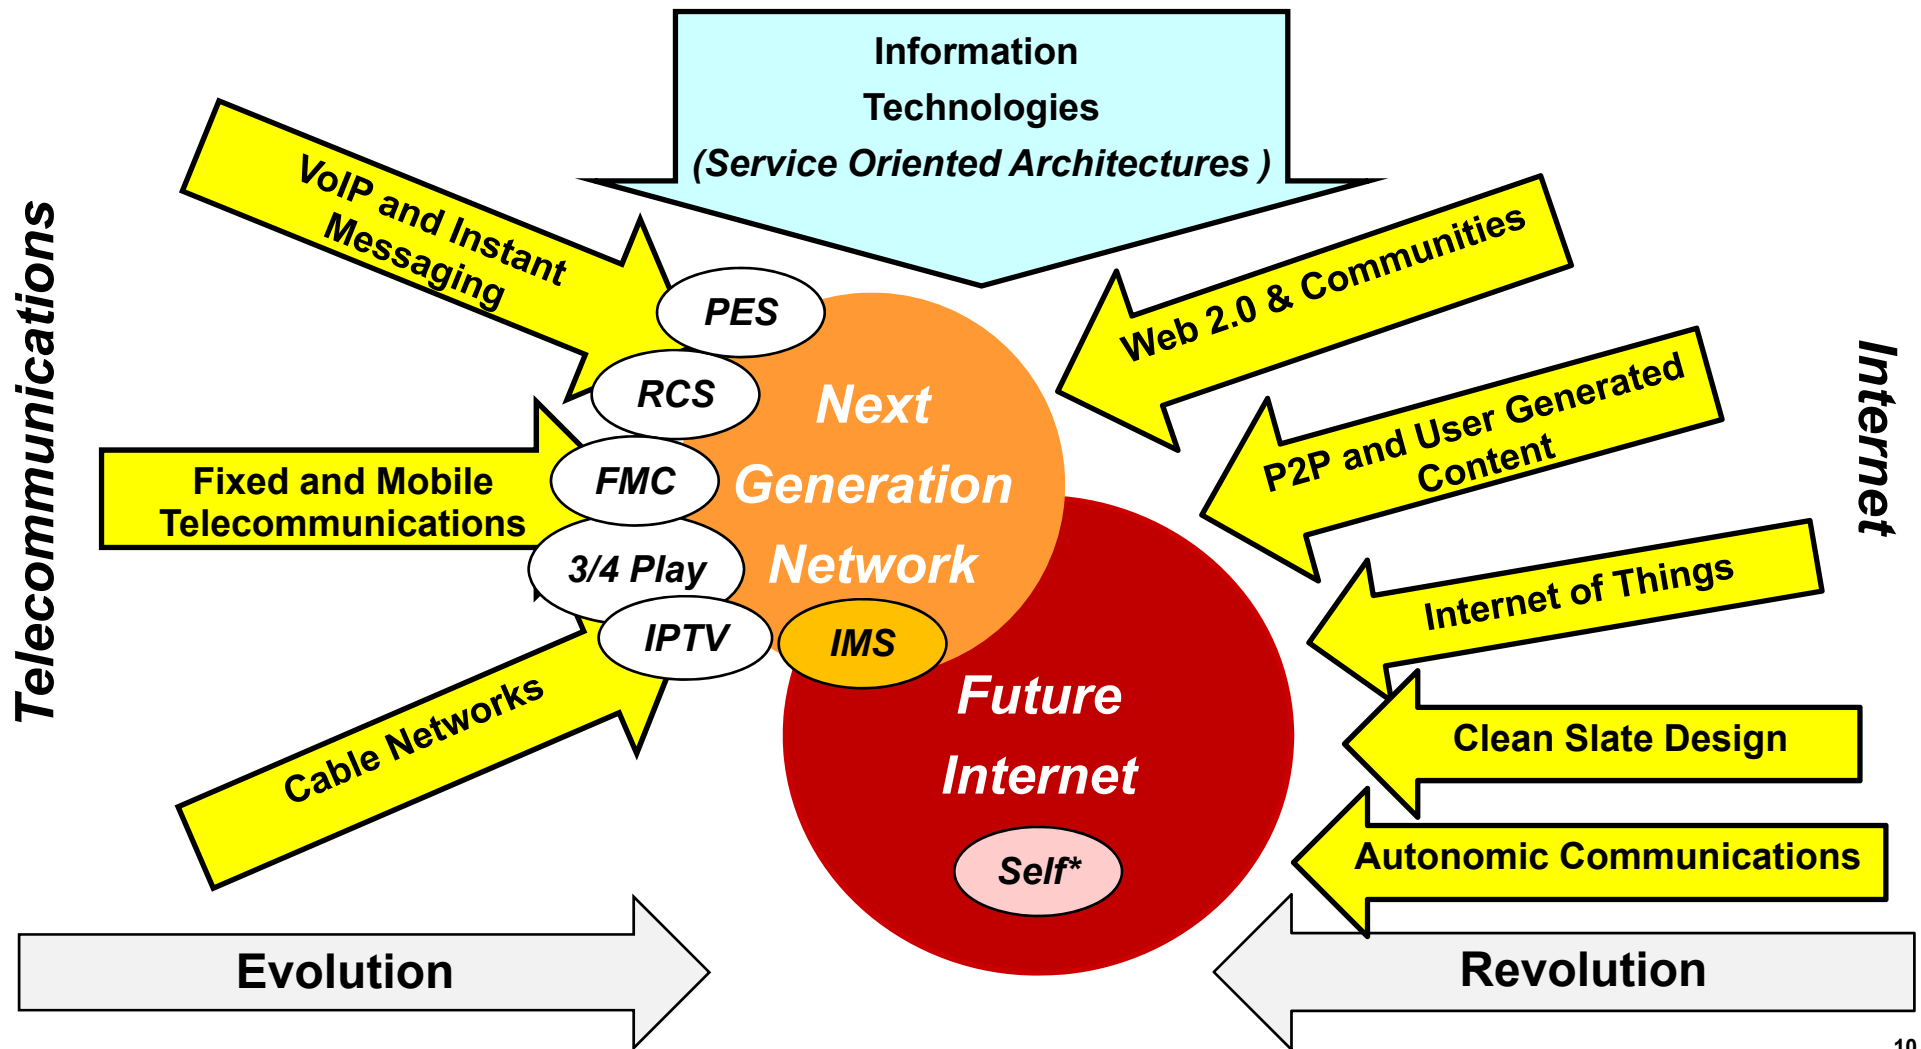 Information
Technologies
(Service Oriented Architectures )
Telecommunications
VoIP and Instant
Messaging
Fixed and Mobile
Telecommunications
Cable Networks
PES
RCS
FMC
3/4 Play
IPTV
IMS
Next
Generation
Network
Future
Internet
Self*
Web 2.0 & Communities
P2P and User Generated
Content
Internet of Things
Clean Slate Design
Autonomic Communications
Internet
Evolution
Revolution
10